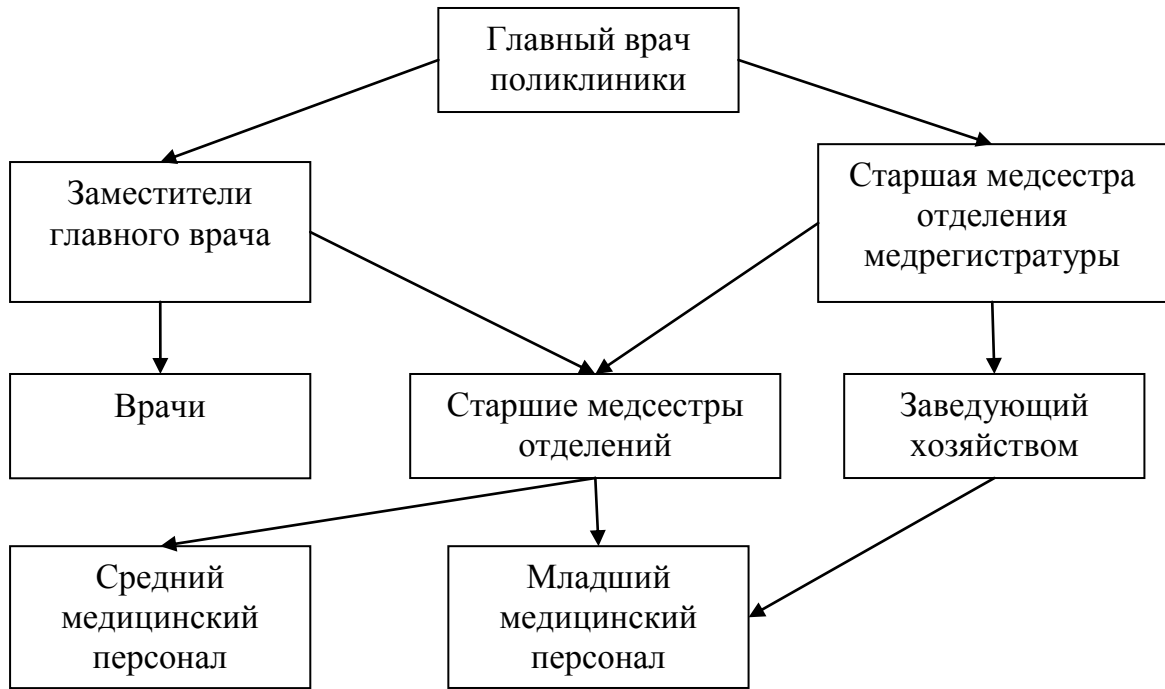 Главный врач
поликлиники
Заместители
главного врача
Старшая медсестра
отделения
медрегистратуры
Врачи
Старшие медсестры
отделений
Заведующий
хозяйством
Средний
медицинский
персонал
Младший
медицинский
персонал